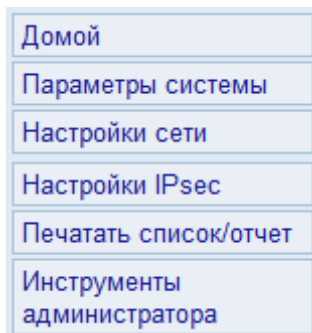 Домой
Параметры системы
Настройки сети
Настройки IPsec
Печатать список/отчет
Инструменты
администратора